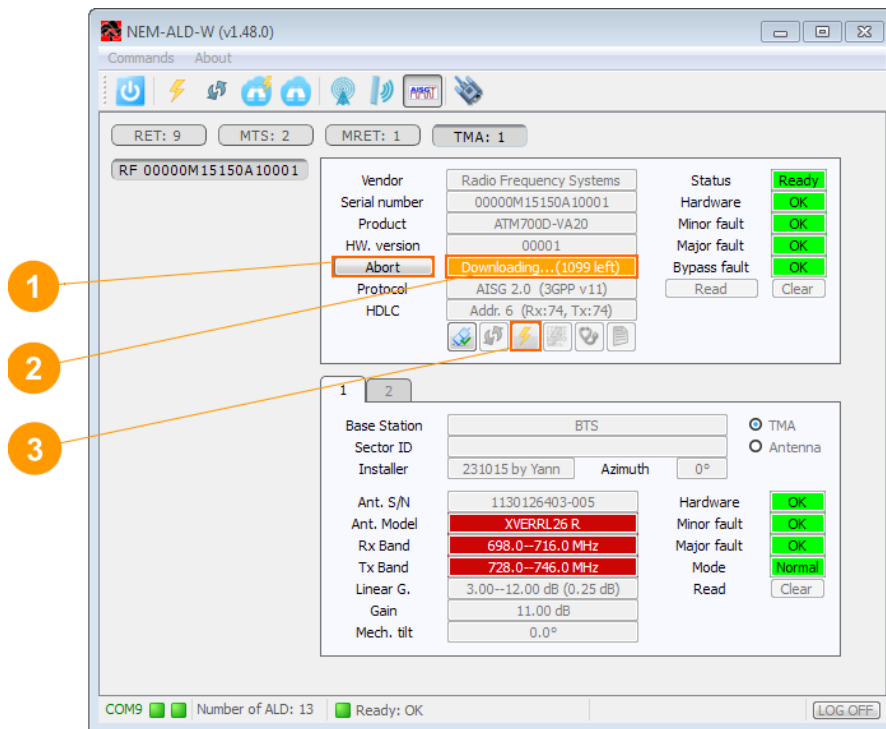 NEM-ALD-W (v1.48.0)
Commands About
AISG
RET: 9 MTS: 2 MRET: 1 TMA: 1
RF 00000M15150A10001
Vendor Radio Frequency Systems Status Ready
Serial number 00000M15150A10001 Hardware OK
Product ATM700D-VA20 Minor fault OK
HW. version 00001 Major fault OK
1
Abort Downloading...(1099 left) Bypass fault OK
Protocol AISG 2.0 (3GPP v11) Read Clear
HDLC Addr. 6 (Rx:74, Tx:74)
2
1 2
3
Base Station BTS TMA
Sector ID Antenna
Installer 231015 by Yann Azimuth 0°
Ant. S/N 1130126403-005 Hardware OK
Ant. Model XVERRL26 R Minor fault OK
Rx Band 698.0--716.0 MHz Major fault OK
Tx Band 728.0--746.0 MHz Mode Normal
Linear G. 3.00--12.00 dB (0.25 dB) Read Clear
Gain 11.00 dB
Mech. tilt 0.0°
COM9 Number of ALD: 13 Ready: OK LOG OFF